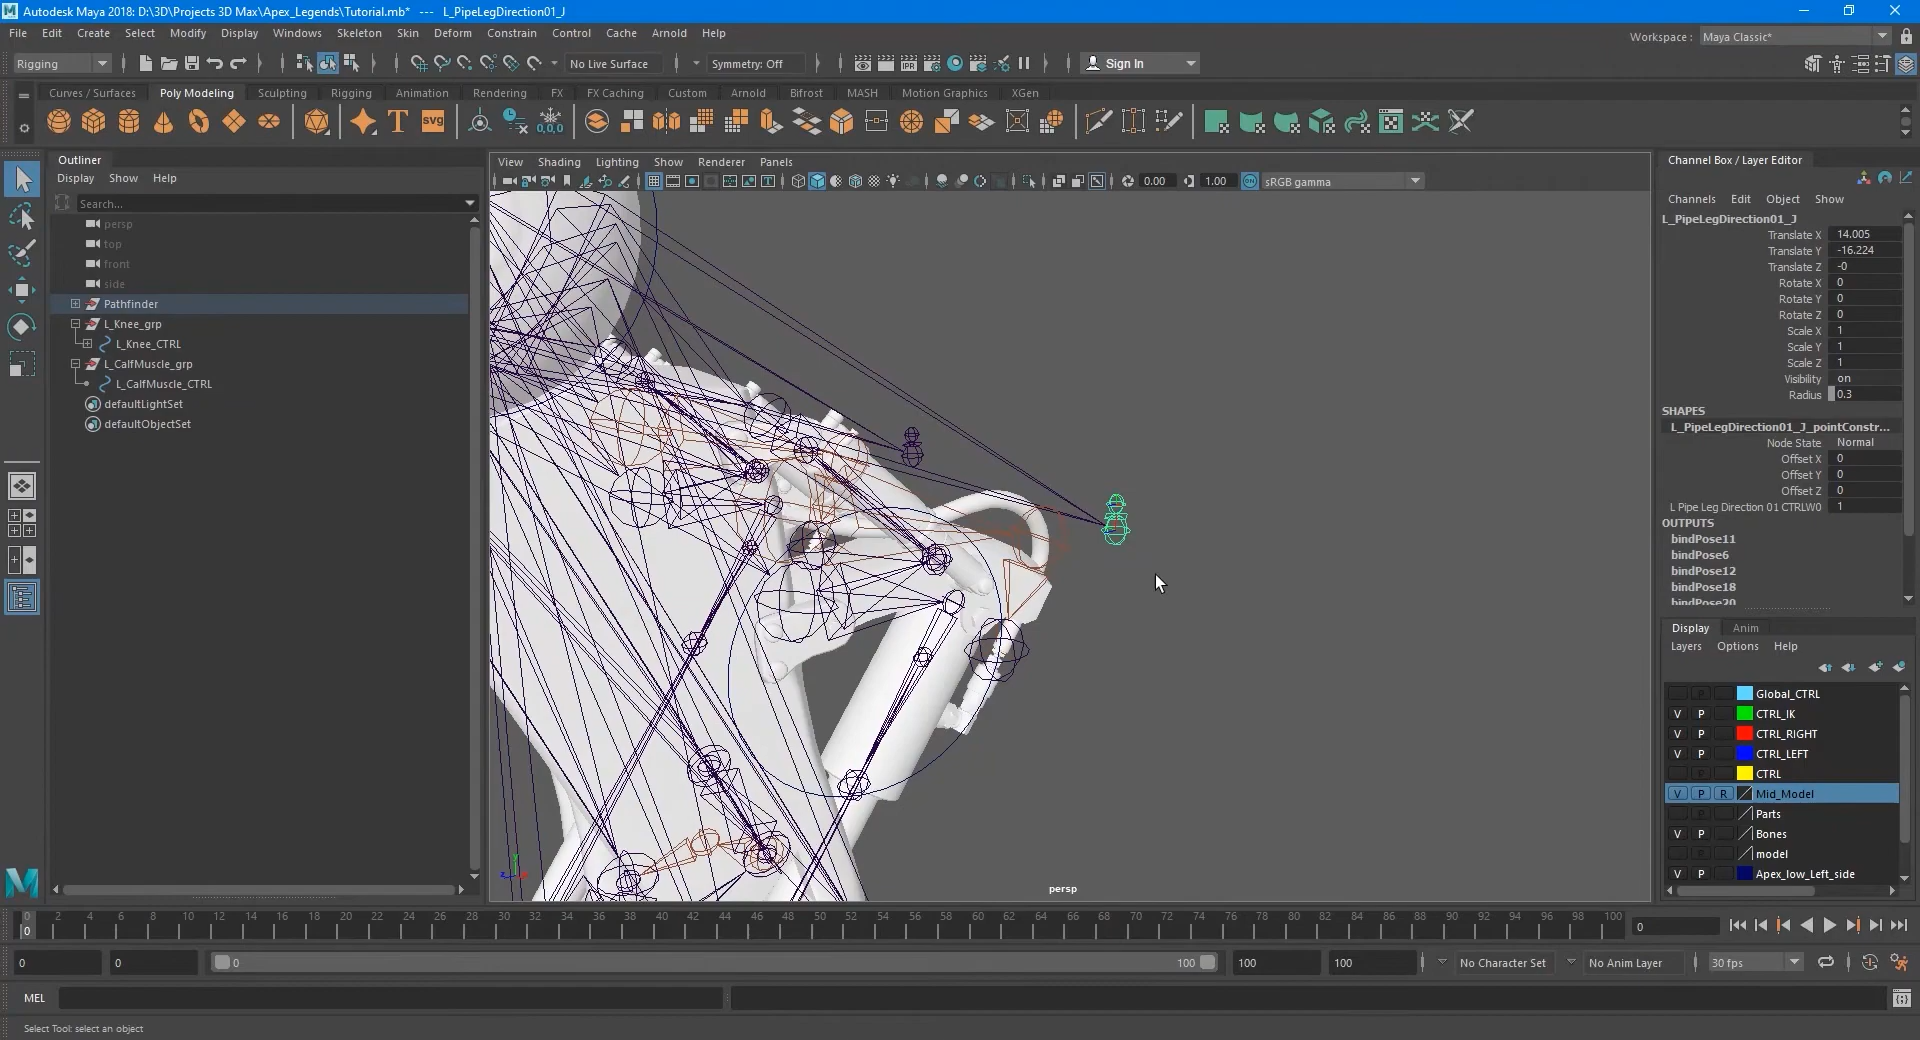 Autodesk Maya 2018: D:\3D\Projects 3D Max\Apex_Legends\Tutorial.mb* --- L_PipeLegDirection01_J
File Edit Create Select Modify Display Windows Skeleton Skin Deform Constrain Control Cache Arnold Help
Workspace : Maya Classic*
Rigging No Live Surface Symmetry: Off Sign In
Curves / Surfaces Poly Modeling Sculpting Rigging Animation Rendering FX FX Caching Custom Arnold Bifrost MASH Motion Graphics XGen
Outliner
Display Show Help
Search...
persp
top
front
side
Pathfinder
L_Knee_grp
L_Knee_CTRL
L_CalfMuscle_grp
L_CalfMuscle_CTRL
defaultLightSet
defaultObjectSet
View Shading Lighting Show Renderer Panels
0.00 1.00 sRGB gamma
persp
Channel Box / Layer Editor
Channels Edit Object Show
L_PipeLegDirection01_J
Translate X 14.005
Translate Y -16.224
Translate Z -0
Rotate X 0
Rotate Y 0
Rotate Z 0
Scale X 1
Scale Y 1
Scale Z 1
Visibility on
Radius 0.3
SHAPES
L_PipeLegDirection01_J_pointConstr...
Node State Normal
Offset X 0
Offset Y 0
Offset Z 0
L Pipe Leg Direction 01 CTRLW0 1
OUTPUTS
bindPose11
bindPose6
bindPose12
bindPose18
bindPose20
Display Anim
Layers Options Help
Global_CTRL
V P CTRL_IK
V P CTRL_RIGHT
V P CTRL_LEFT
CTRL
V P R Mid_Model
Parts
V P Bones
model
V P Apex_low_Left_side
0 2 4 6 8 10 12 14 16 18 20 22 24 26 28 30 32 34 36 38 40 42 44 46 48 50 52 54 56 58 60 62 64 66 68 70 72 74 76 78 80 82 84 86 88 90 92 94 96 98 100
0 0
0 0 0 100 100 100 No Character Set No Anim Layer 30 fps
MEL
Select Tool: select an object